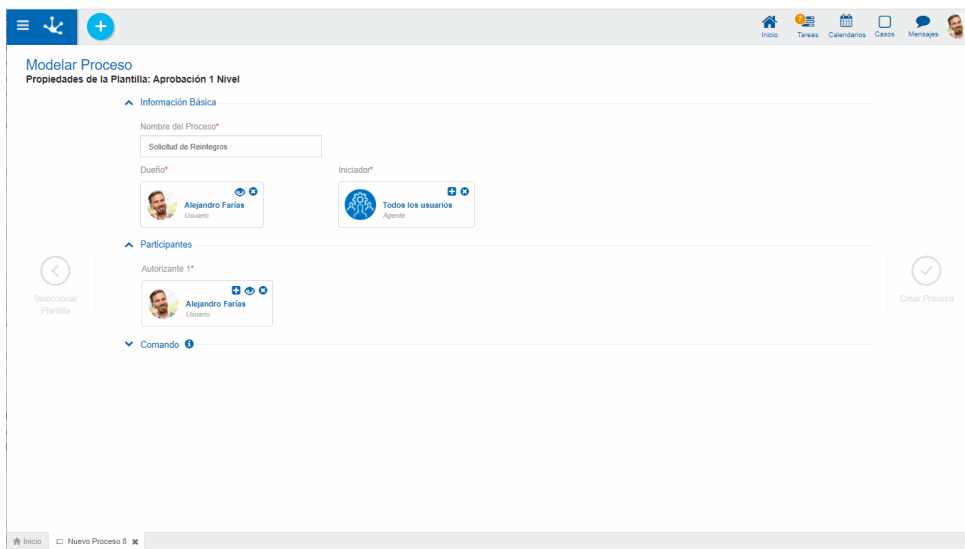 7
Inicio Tareas Calendarios Casos Mensajes
Modelar Proceso
Propiedades de la Plantilla: Aprobación 1 Nivel
Información Básica
Nombre del Proceso*
Solicitud de Reintegros
Dueño* Iniciador*
Alejandro Farías
Usuario
Todos los usuarios
Agente
Participantes
Autorizante 1*
Alejandro Farías
Usuario
Seleccionar
Plantilla
Crear Proceso
Comando
Inicio Nuevo Proceso 8